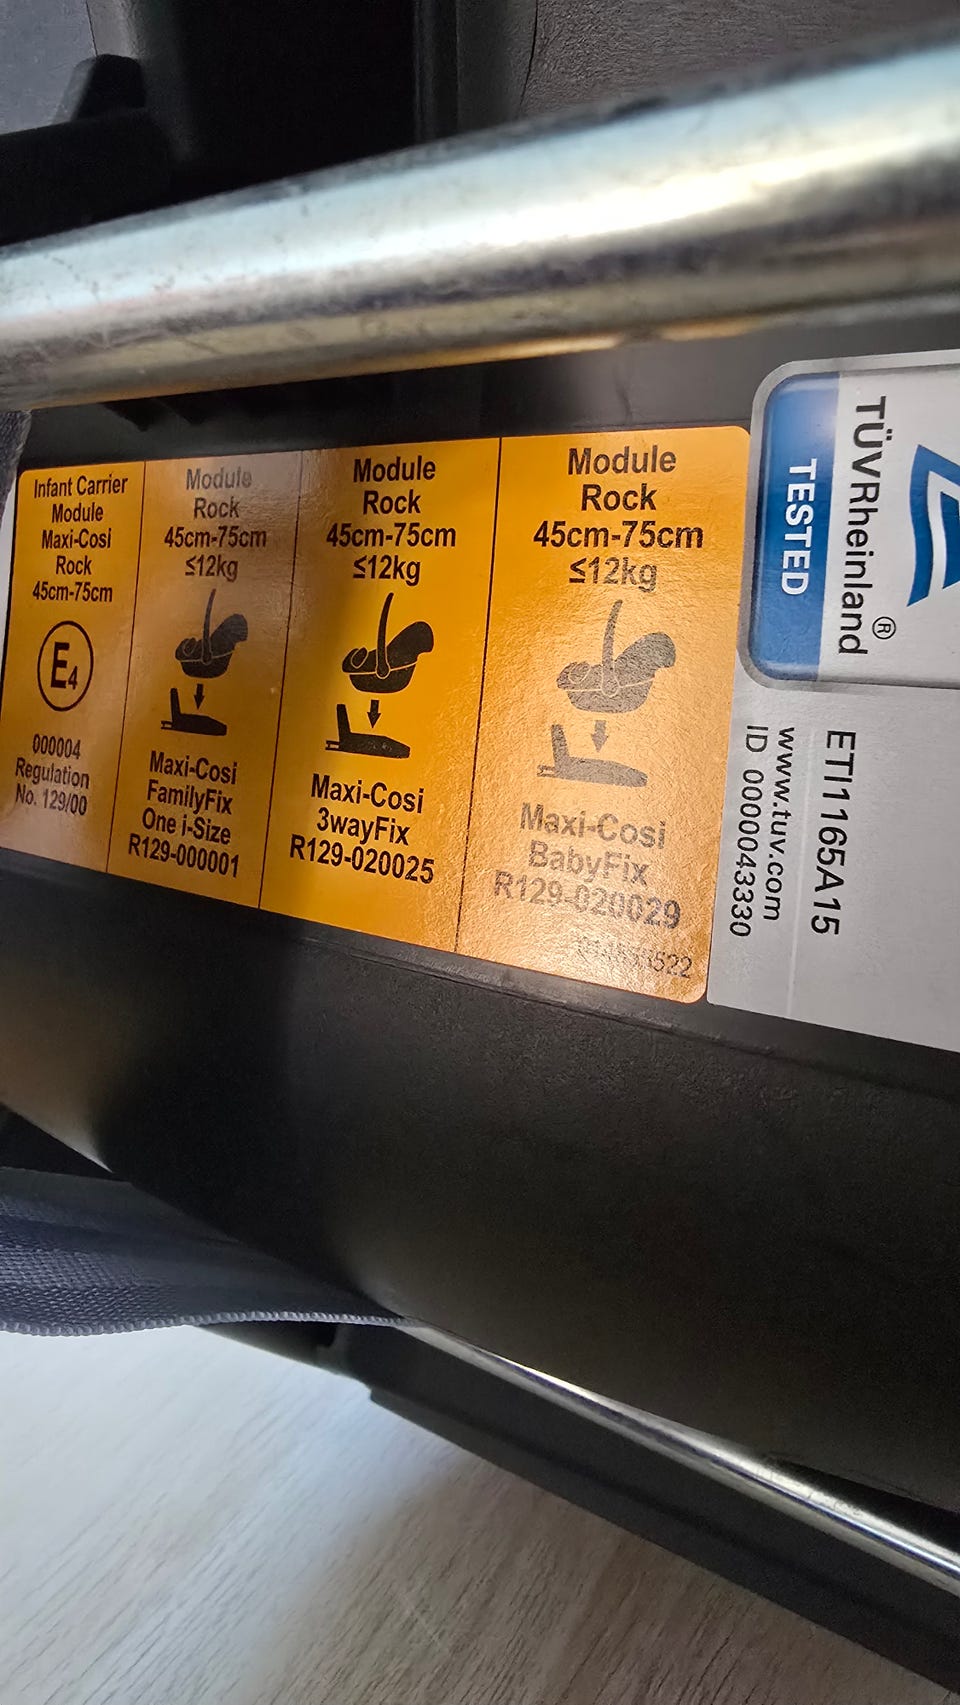 Infant Carrier
Module
Maxi-Cosi
Rock
45cm-75cm
E4
000004
Regulation
No. 129/00
Module
Rock
45cm-75cm
≤12kg
Maxi-Cosi
FamilyFix
One i-Size
R129-000001
Module
Rock
45cm-75cm
≤12kg
Maxi-Cosi
3wayFix
R129-020025
Module
Rock
45cm-75cm
≤12kg
Maxi-Cosi
BabyFix
R129-020029
TÜVRheinland®
TESTED
ETI1165A15
www.tuv.com
ID 0000043330